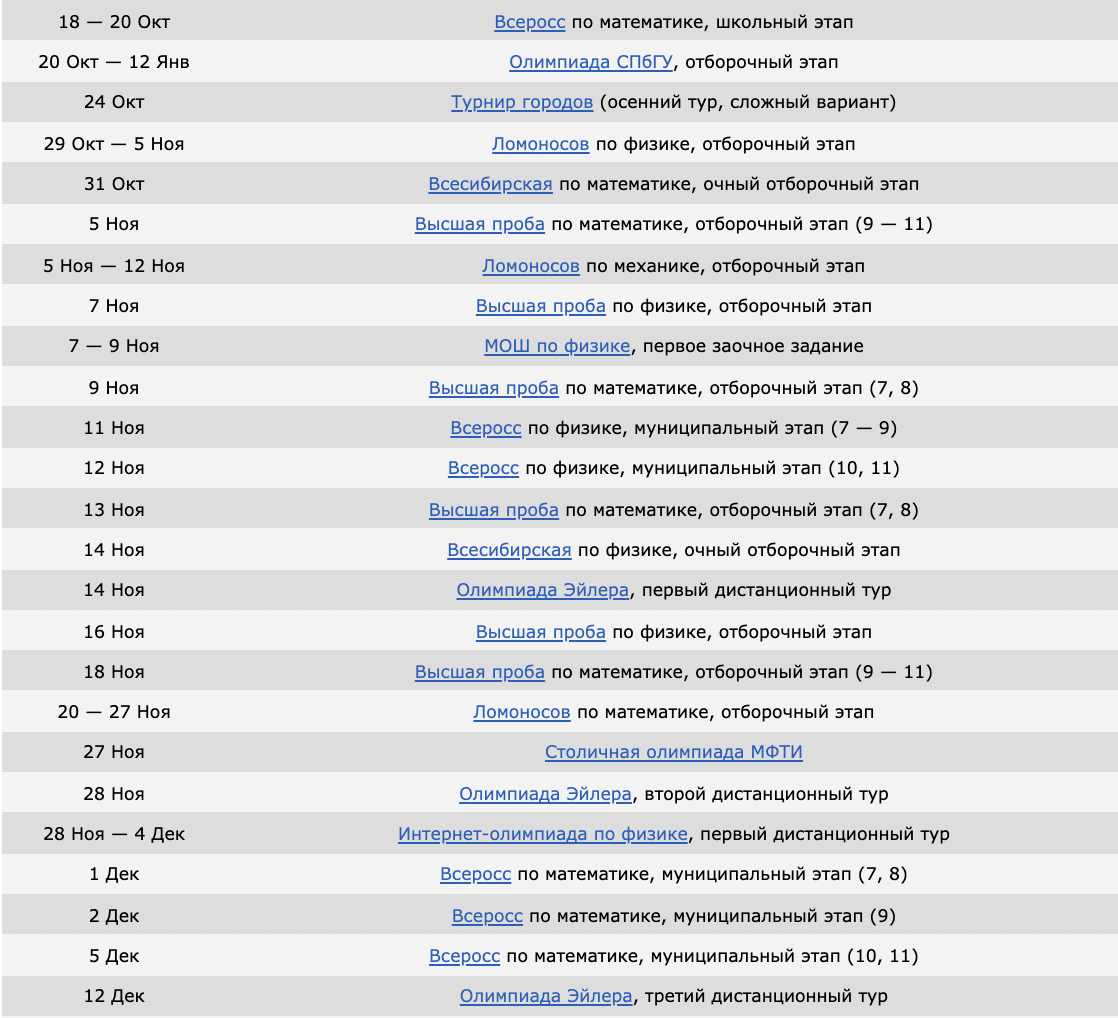 18 — 20 Окт Всеросс по математике, школьный этап
20 Окт — 12 Янв Олимпиада СПбГУ, отборочный этап
24 Окт Турнир городов (осенний тур, сложный вариант)
29 Окт — 5 Ноя Ломоносов по физике, отборочный этап
31 Окт Всесибирская по математике, очный отборочный этап
5 Ноя Высшая проба по математике, отборочный этап (9 — 11)
5 Ноя — 12 Ноя Ломоносов по механике, отборочный этап
7 Ноя Высшая проба по физике, отборочный этап
7 — 9 Ноя МОШ по физике, первое заочное задание
9 Ноя Высшая проба по математике, отборочный этап (7, 8)
11 Ноя Всеросс по физике, муниципальный этап (7 — 9)
12 Ноя Всеросс по физике, муниципальный этап (10, 11)
13 Ноя Высшая проба по математике, отборочный этап (7, 8)
14 Ноя Всесибирская по физике, очный отборочный этап
14 Ноя Олимпиада Эйлера, первый дистанционный тур
16 Ноя Высшая проба по физике, отборочный этап
18 Ноя Высшая проба по математике, отборочный этап (9 — 11)
20 — 27 Ноя Ломоносов по математике, отборочный этап
27 Ноя Столичная олимпиада МФТИ
28 Ноя Олимпиада Эйлера, второй дистанционный тур
28 Ноя — 4 Дек Интернет-олимпиада по физике, первый дистанционный тур
1 Дек Всеросс по математике, муниципальный этап (7, 8)
2 Дек Всеросс по математике, муниципальный этап (9)
5 Дек Всеросс по математике, муниципальный этап (10, 11)
12 Дек Олимпиада Эйлера, третий дистанционный тур